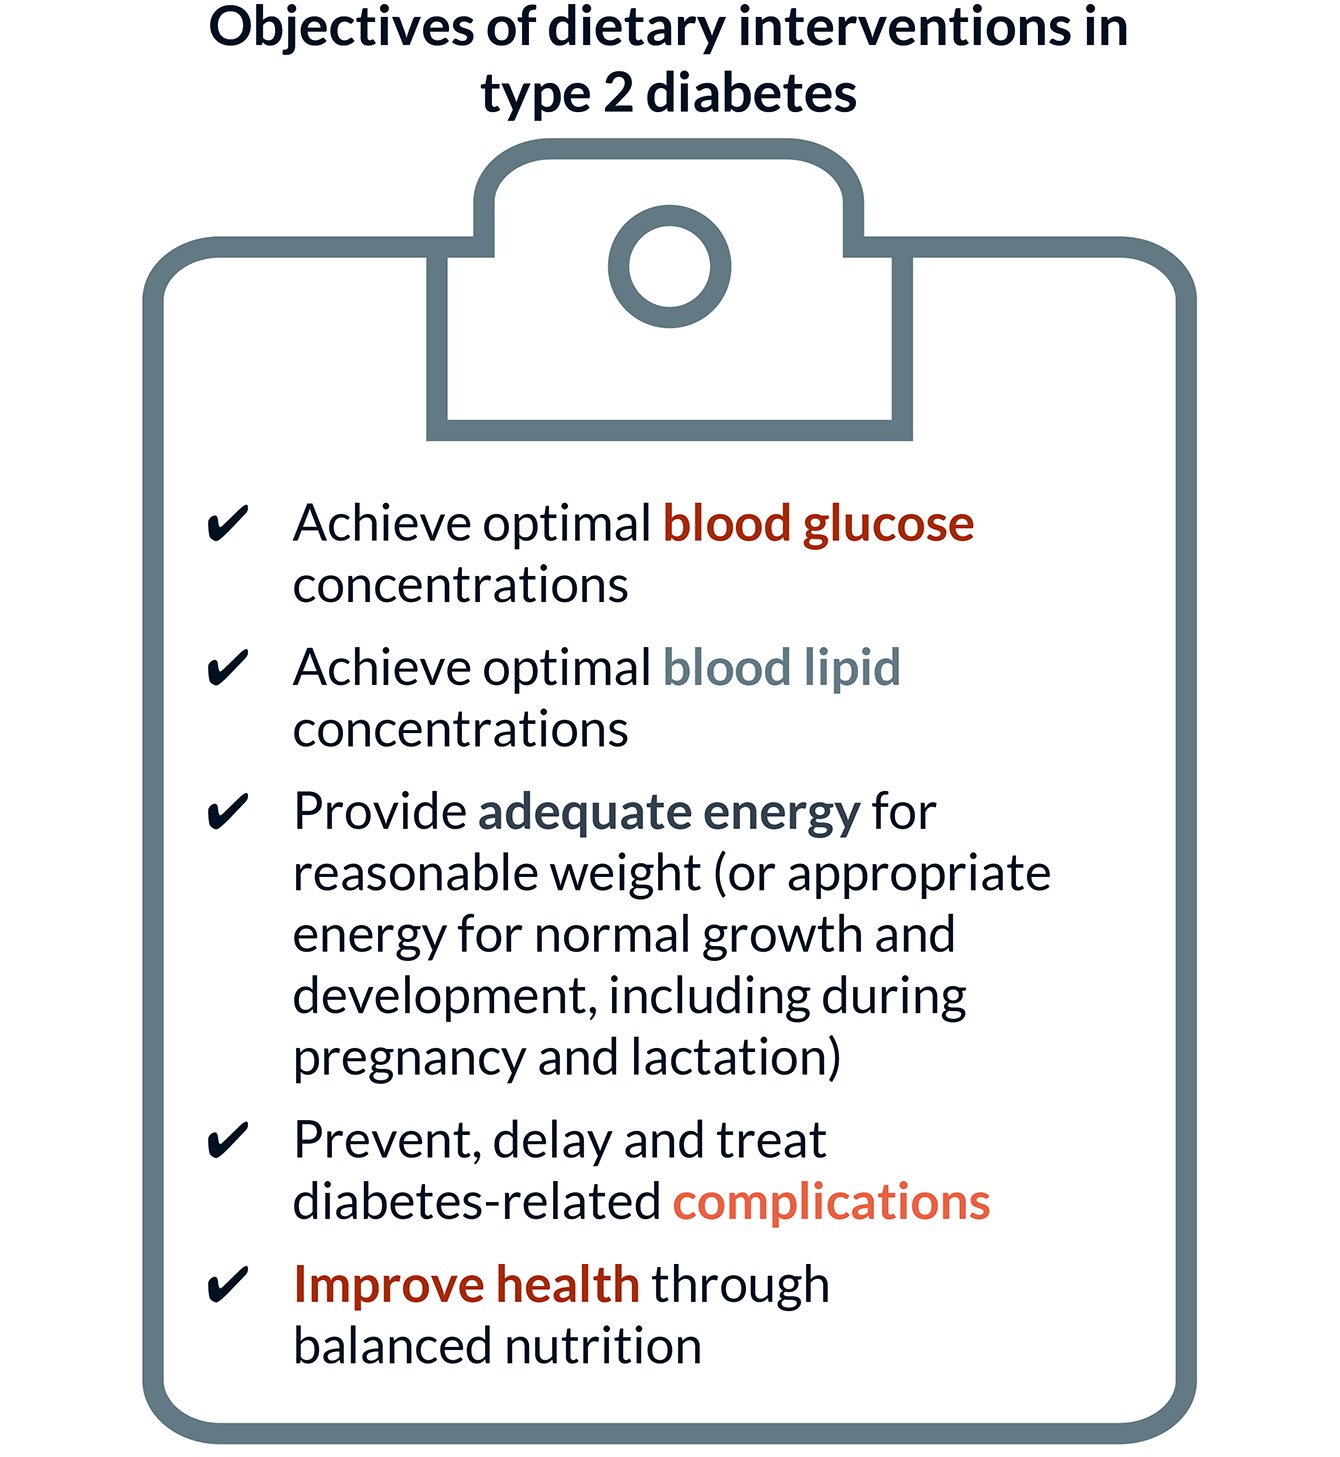 Objectives of dietary interventions in
type 2 diabetes
✔ Achieve optimal blood glucose
concentrations
✔ Achieve optimal blood lipid
concentrations
✔ Provide adequate energy for
reasonable weight (or appropriate
energy for normal growth and
development, including during
pregnancy and lactation)
✔ Prevent, delay and treat
diabetes-related complications
✔ Improve health through
balanced nutrition